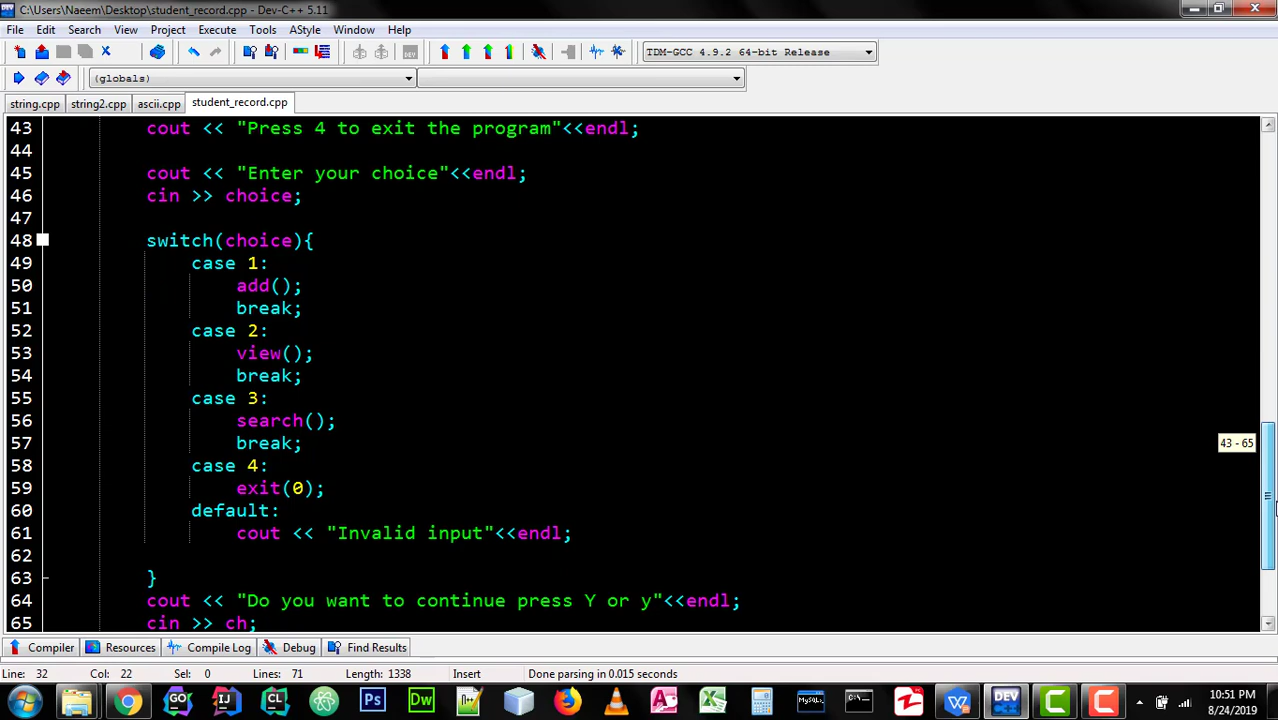 C:\Users\Naeem\Desktop\student_record.cpp - Dev-C++ 5.11
File Edit Search View Project Execute Tools AStyle Window Help
TDM-GCC 4.9.2 64-bit Release
(globals)
string.cpp string2.cpp ascii.cpp student_record.cpp
43 cout << "Press 4 to exit the program"<<endl;
44
45 cout << "Enter your choice"<<endl;
46 cin >> choice;
47
48 switch(choice){
49 case 1:
50 add();
51 break;
52 case 2:
53 view();
54 break;
55 case 3:
56 search();
57 break;
58 case 4:
59 exit(0);
60 default:
61 cout << "Invalid input"<<endl;
62
63 }
64 cout << "Do you want to continue press Y or y"<<endl;
65 cin >> ch;
43 - 65
Compiler Resources Compile Log Debug Find Results
Line: 32 Col: 22 Sel: 0 Lines: 71 Length: 1338 Insert Done parsing in 0.015 seconds
GO IJ CL Ps Dw MySQL DEV C C
10:51 PM
8/24/2019